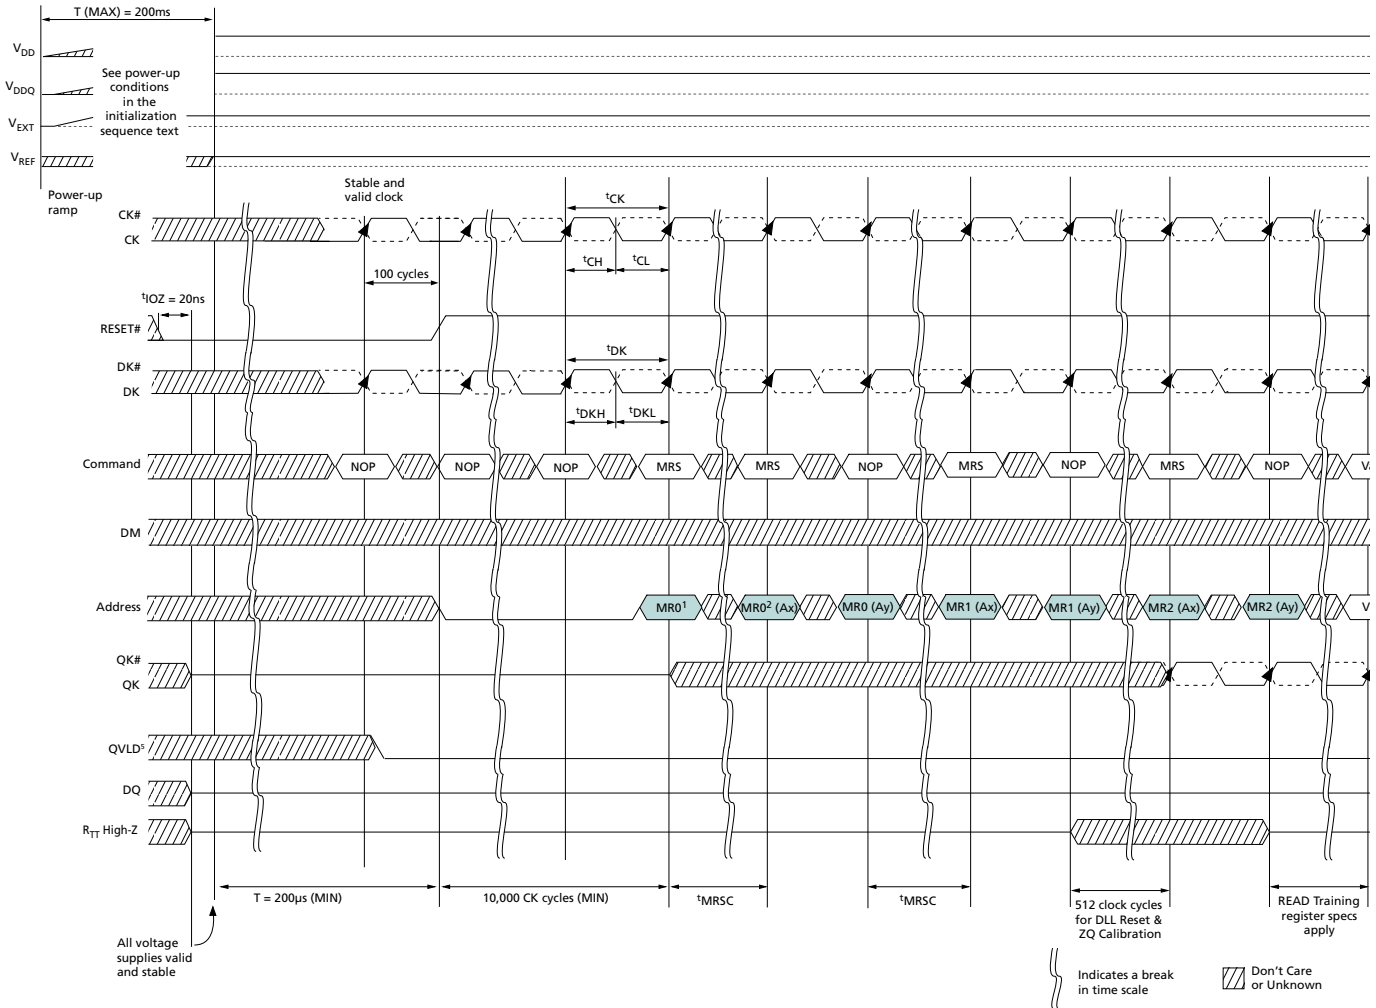 T (MAX) = 200ms
VDD
VDDQ
VEXT
VREF
See power-up
conditions
in the
initialization
sequence text
Power-up
ramp
Stable and
valid clock
CK#
CK
tCK
tCH
tCL
100 cycles
tIOZ = 20ns
RESET#
DK#
DK
tDK
tDKH
tDKL
Command
NOP NOP NOP MRS MRS NOP MRS NOP MRS NOP
DM
Address
MR0¹ MR0² (Ax) MR0 (Ay) MR1 (Ax) MR1 (Ay) MR2 (Ax) MR2 (Ay)
QK#
QK
QVLD⁵
DQ
RTT High-Z
T = 200µs (MIN)
10,000 CK cycles (MIN)
tMRSC
tMRSC
512 clock cycles
for DLL Reset &
ZQ Calibration
READ Training
register specs
apply
All voltage
supplies valid
and stable
Indicates a break
in time scale
Don't Care
or Unknown